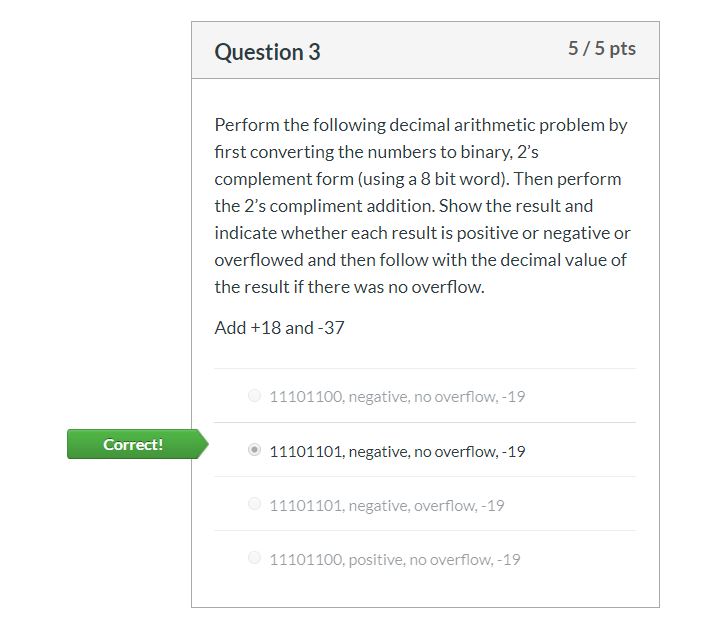 Question 3
5 / 5 pts
Perform the following decimal arithmetic problem by
first converting the numbers to binary, 2's
complement form (using a 8 bit word). Then perform
the 2's compliment addition. Show the result and
indicate whether each result is positive or negative or
overflowed and then follow with the decimal value of
the result if there was no overflow.
Add +18 and -37
11101100, negative, no overflow, -19
Correct!
11101101, negative, no overflow, -19
11101101, negative, overflow, -19
11101100, positive, no overflow, -19